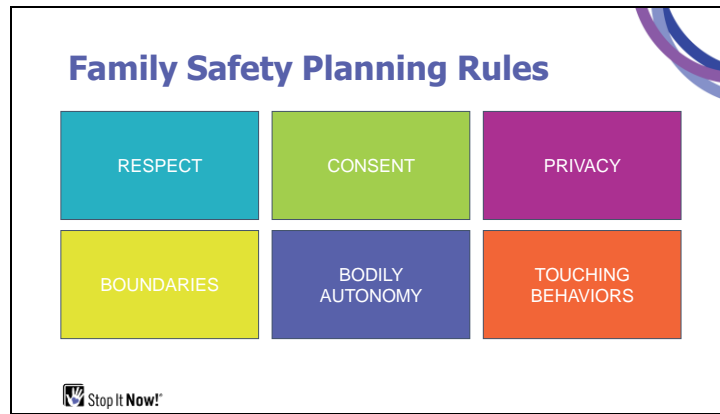 Family Safety Planning Rules
RESPECT
CONSENT
PRIVACY
BOUNDARIES
BODILY
AUTONOMY
TOUCHING
BEHAVIORS
Stop It Now!®